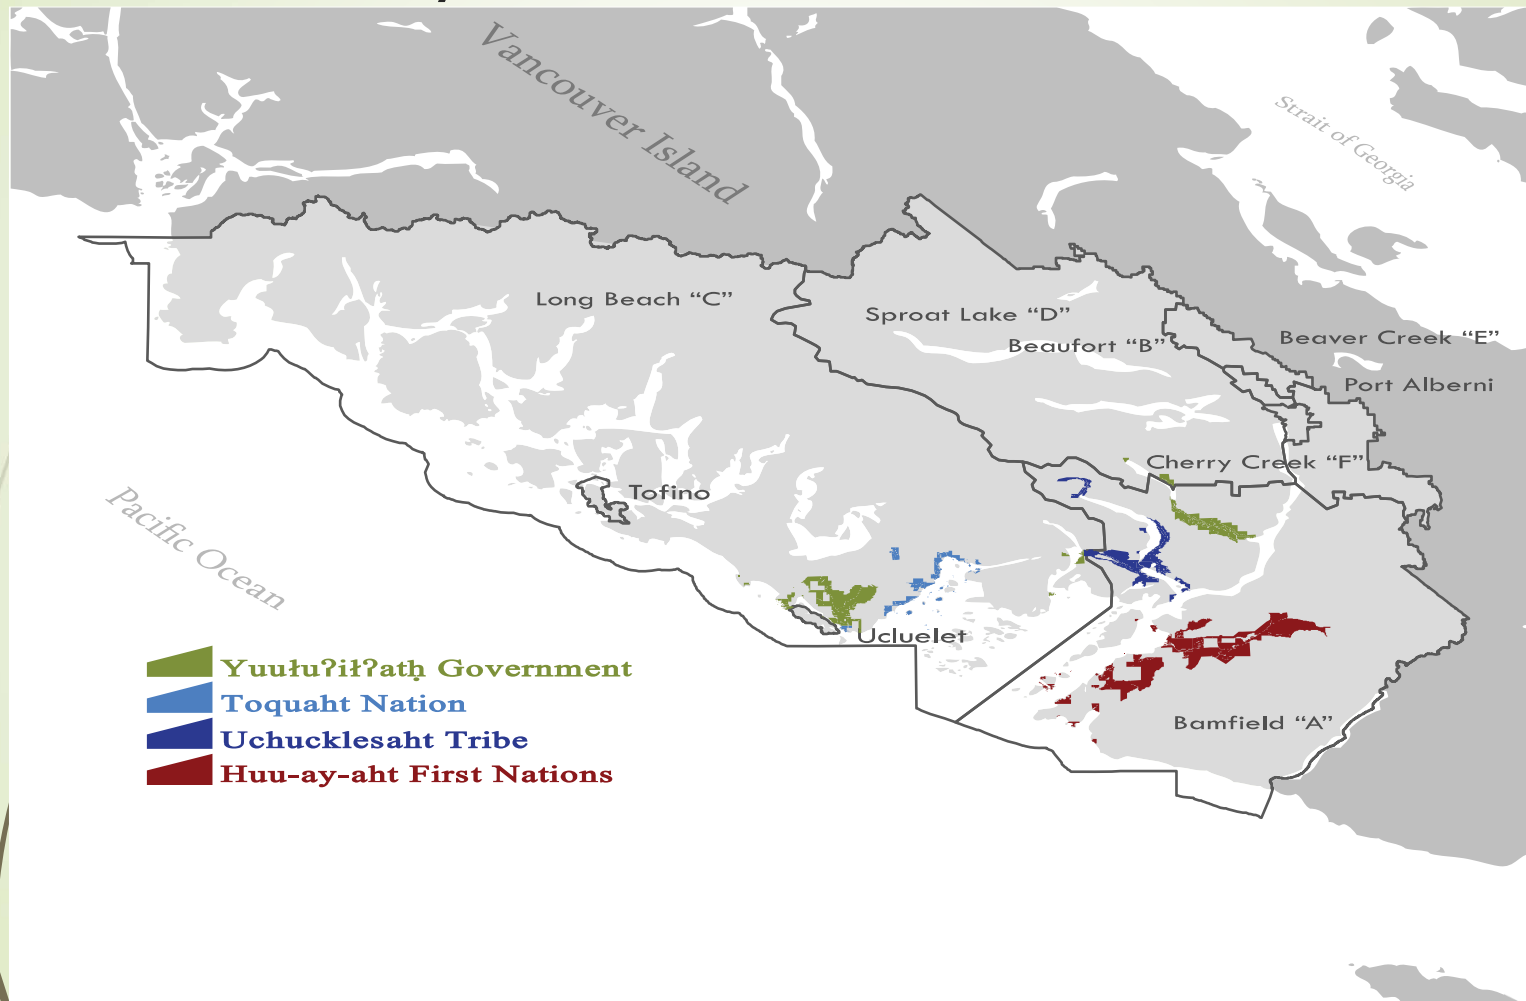 Vancouver Island
Strait of Georgia
Long Beach “C”
Sproat Lake “D”
Beaufort “B”
Beaver Creek “E”
Port Alberni
Cherry Creek “F”
Tofino
Pacific Ocean
Ucluelet
Bamfield “A”
Yuułuʔiłʔatḥ Government
Toquaht Nation
Uchucklesaht Tribe
Huu-ay-aht First Nations